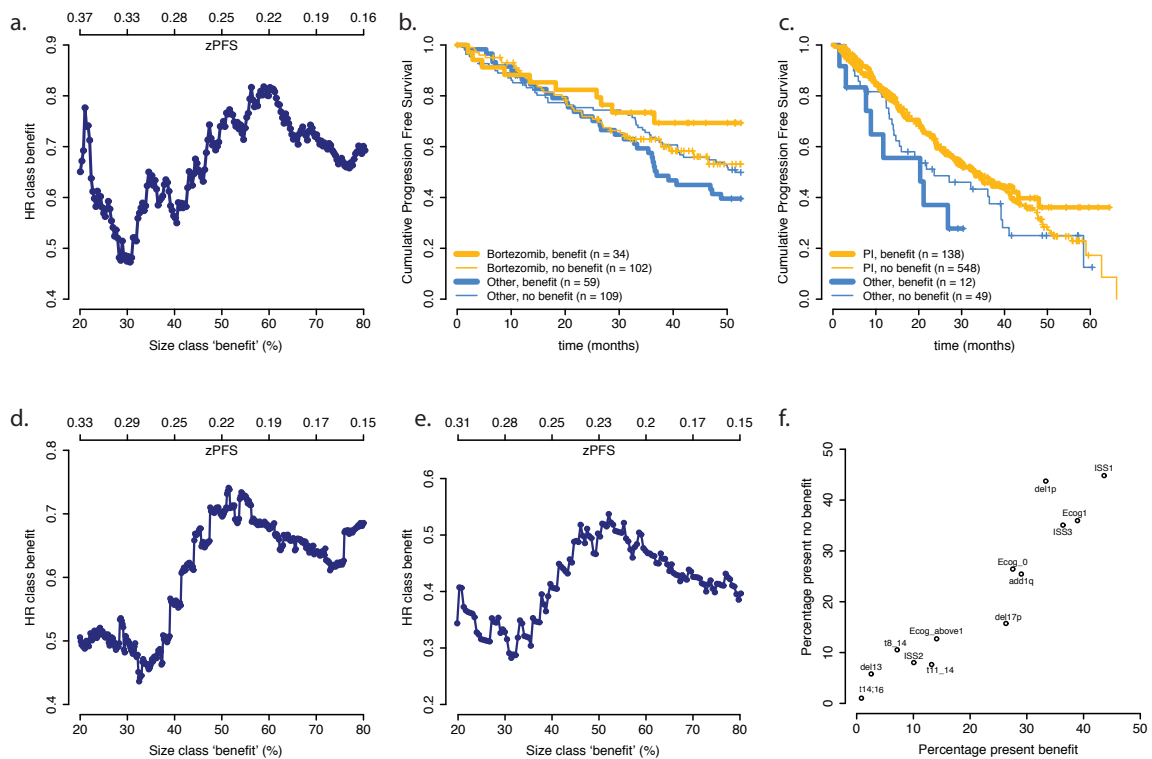 a.
0.37 0.33 0.28 0.25 0.22 0.19 0.16
zPFS
HR class benefit
0.4 0.5 0.6 0.7 0.8 0.9
20 30 40 50 60 70 80
Size class 'benefit' (%)
b.
Cumulative Progression Free Survival
0.0 0.2 0.4 0.6 0.8 1.0
Bortezomib, benefit (n = 34)
Bortezomib, no benefit (n = 102)
Other, benefit (n = 59)
Other, no benefit (n = 109)
0 10 20 30 40 50
time (months)
c.
Cumulative Progression Free Survival
0.0 0.2 0.4 0.6 0.8 1.0
PI, benefit (n = 138)
PI, no benefit (n = 548)
Other, benefit (n = 12)
Other, no benefit (n = 49)
0 10 20 30 40 50 60
time (months)
d.
0.33 0.29 0.25 0.22 0.19 0.17 0.15
zPFS
HR class benefit
0.4 0.5 0.6 0.7 0.8
20 30 40 50 60 70 80
Size class 'benefit' (%)
e.
0.31 0.28 0.26 0.23 0.2 0.17 0.15
zPFS
HR class benefit
0.2 0.3 0.4 0.5 0.6
20 30 40 50 60 70 80
Size class 'benefit' (%)
f.
Percentage present no benefit
0 10 20 30 40 50
ISS1
del1p
Ecog1
ISS3
Ecog_0
add1q
del17p
Ecog_above1
t8_14
ISS2
t11_14
del13
t14;16
0 10 20 30 40 50
Percentage present benefit